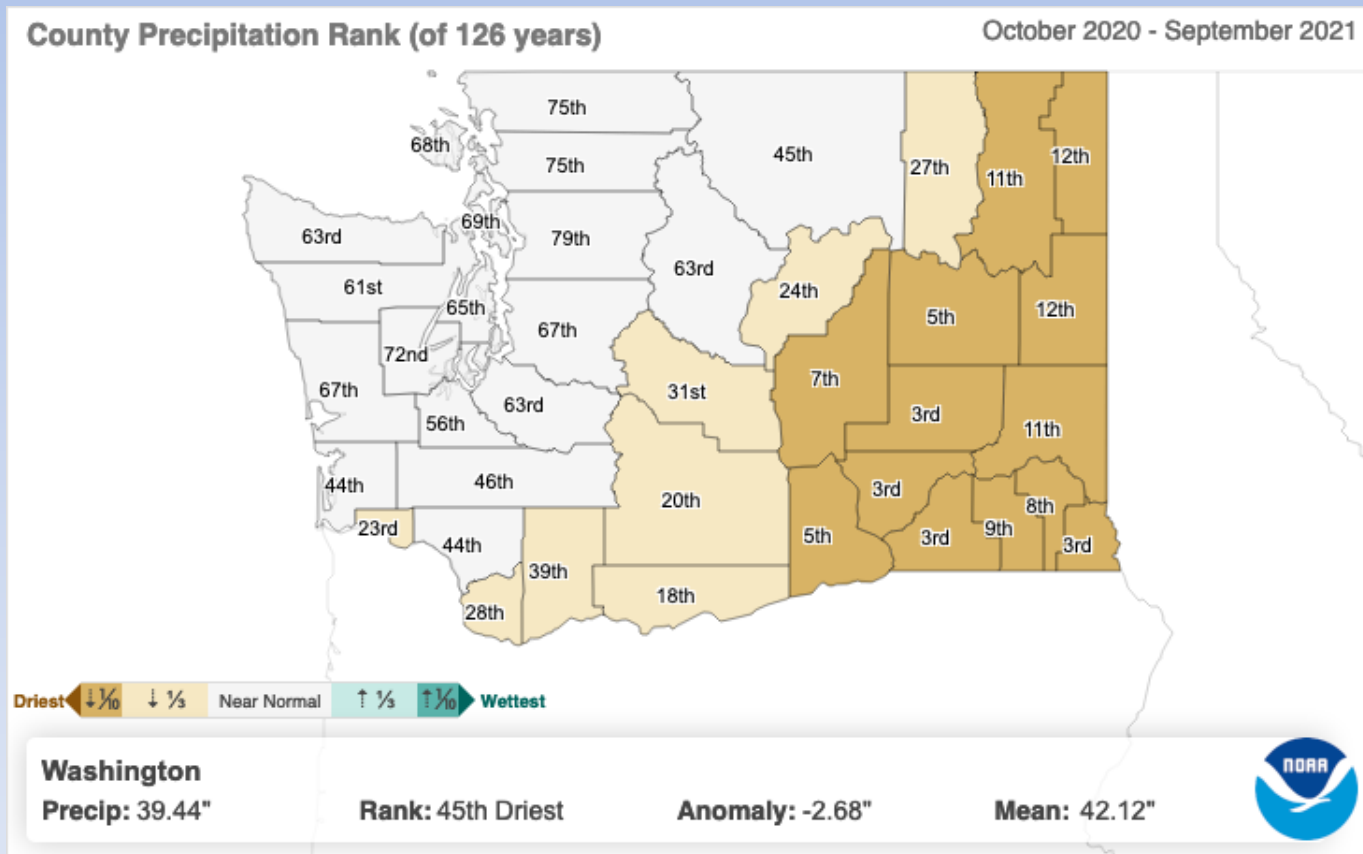 County Precipitation Rank (of 126 years)
October 2020 - September 2021
75th
68th
75th
45th
27th
11th
12th
63rd
69th
79th
63rd
61st
65th
24th
67th
5th
12th
72nd
67th
31st
7th
63rd
56th
3rd
11th
44th
46th
20th
3rd
8th
23rd
44th
5th
3rd
9th
3rd
39th
28th
18th
Driest ⇣ 1/10 ⇣ 1/3 Near Normal ⇡ 1/3 ⇡ 1/10 Wettest
Washington
Precip: 39.44" Rank: 45th Driest Anomaly: -2.68" Mean: 42.12"
NOAA